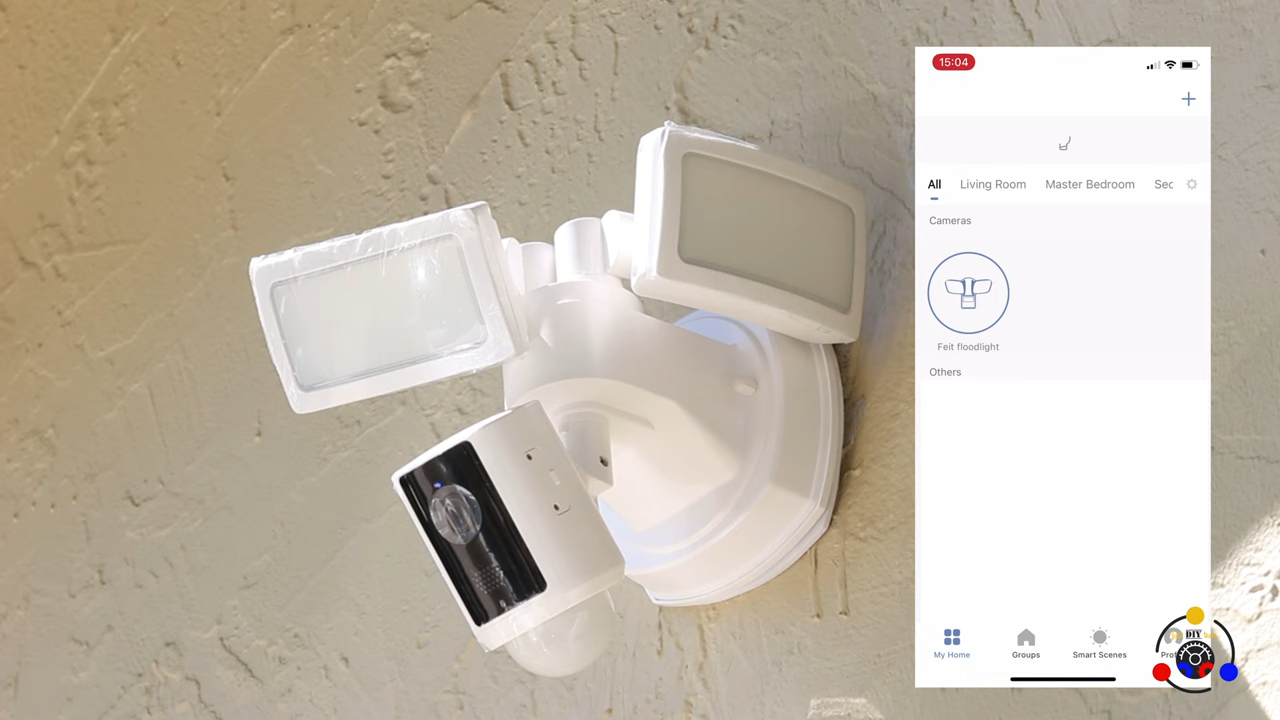 15:04
All Living Room Master Bedroom Sec
Cameras
Feit floodlight
Others
My Home Groups Smart Scenes
DIY